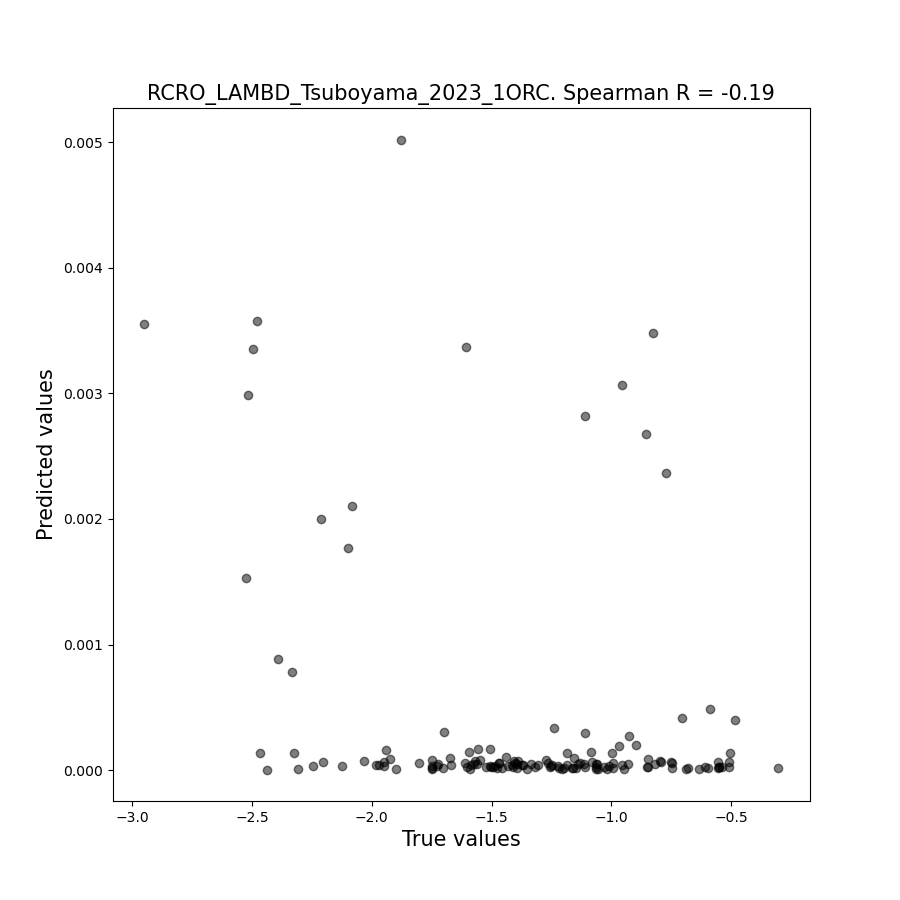 RCRO_LAMBD_Tsuboyama_2023_1ORC. Spearman R = -0.19
0.005
0.004
0.003
0.002
0.001
0.000
Predicted values
−3.0 −2.5 −2.0 −1.5 −1.0 −0.5
True values